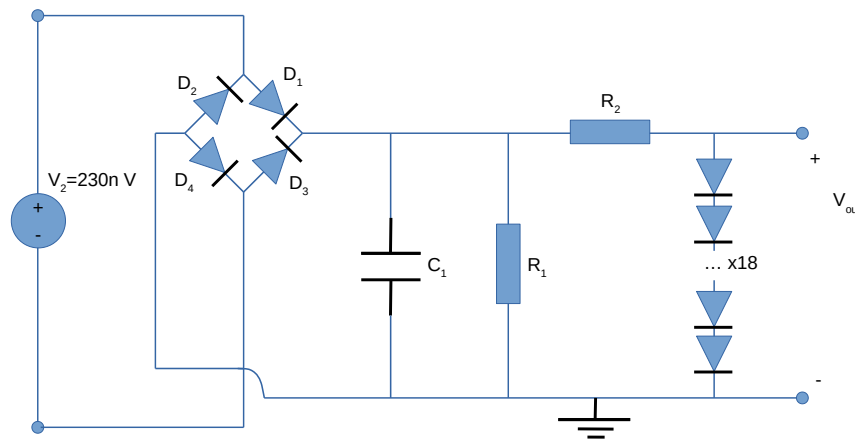 D₂
D₁
R₂
V₂=230n V
D₄
D₃
+
-
+
V
C₁
R₁
... x18
-